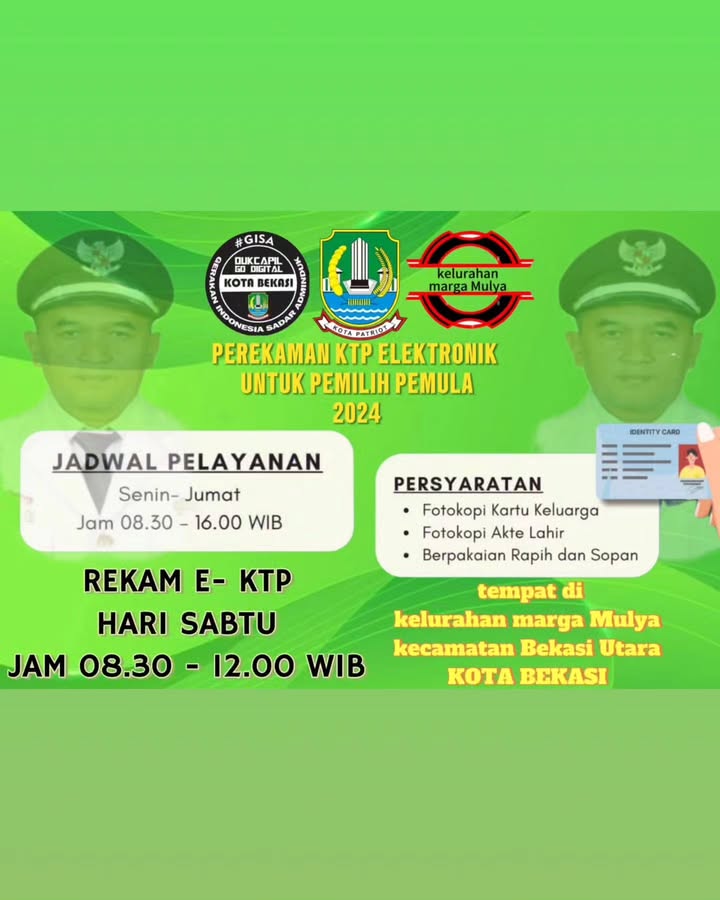 #GISA
DUKCAPIL
GO DIGITAL
KOTA BEKASI
GERAKAN INDONESIA SADAR ADMINDUK
KOTA PATRIOT
kelurahan
marga Mulya
PEREKAMAN KTP ELEKTRONIK
UNTUK PEMILIH PEMULA
2024
JADWAL PELAYANAN
Senin- Jumat
Jam 08.30 - 16.00 WIB
REKAM E- KTP
HARI SABTU
JAM 08.30 - 12.00 WIB
IDENTITY CARD
PERSYARATAN
• Fotokopi Kartu Keluarga
• Fotokopi Akte Lahir
• Berpakaian Rapih dan Sopan
tempat di
kelurahan marga Mulya
kecamatan Bekasi Utara
KOTA BEKASI